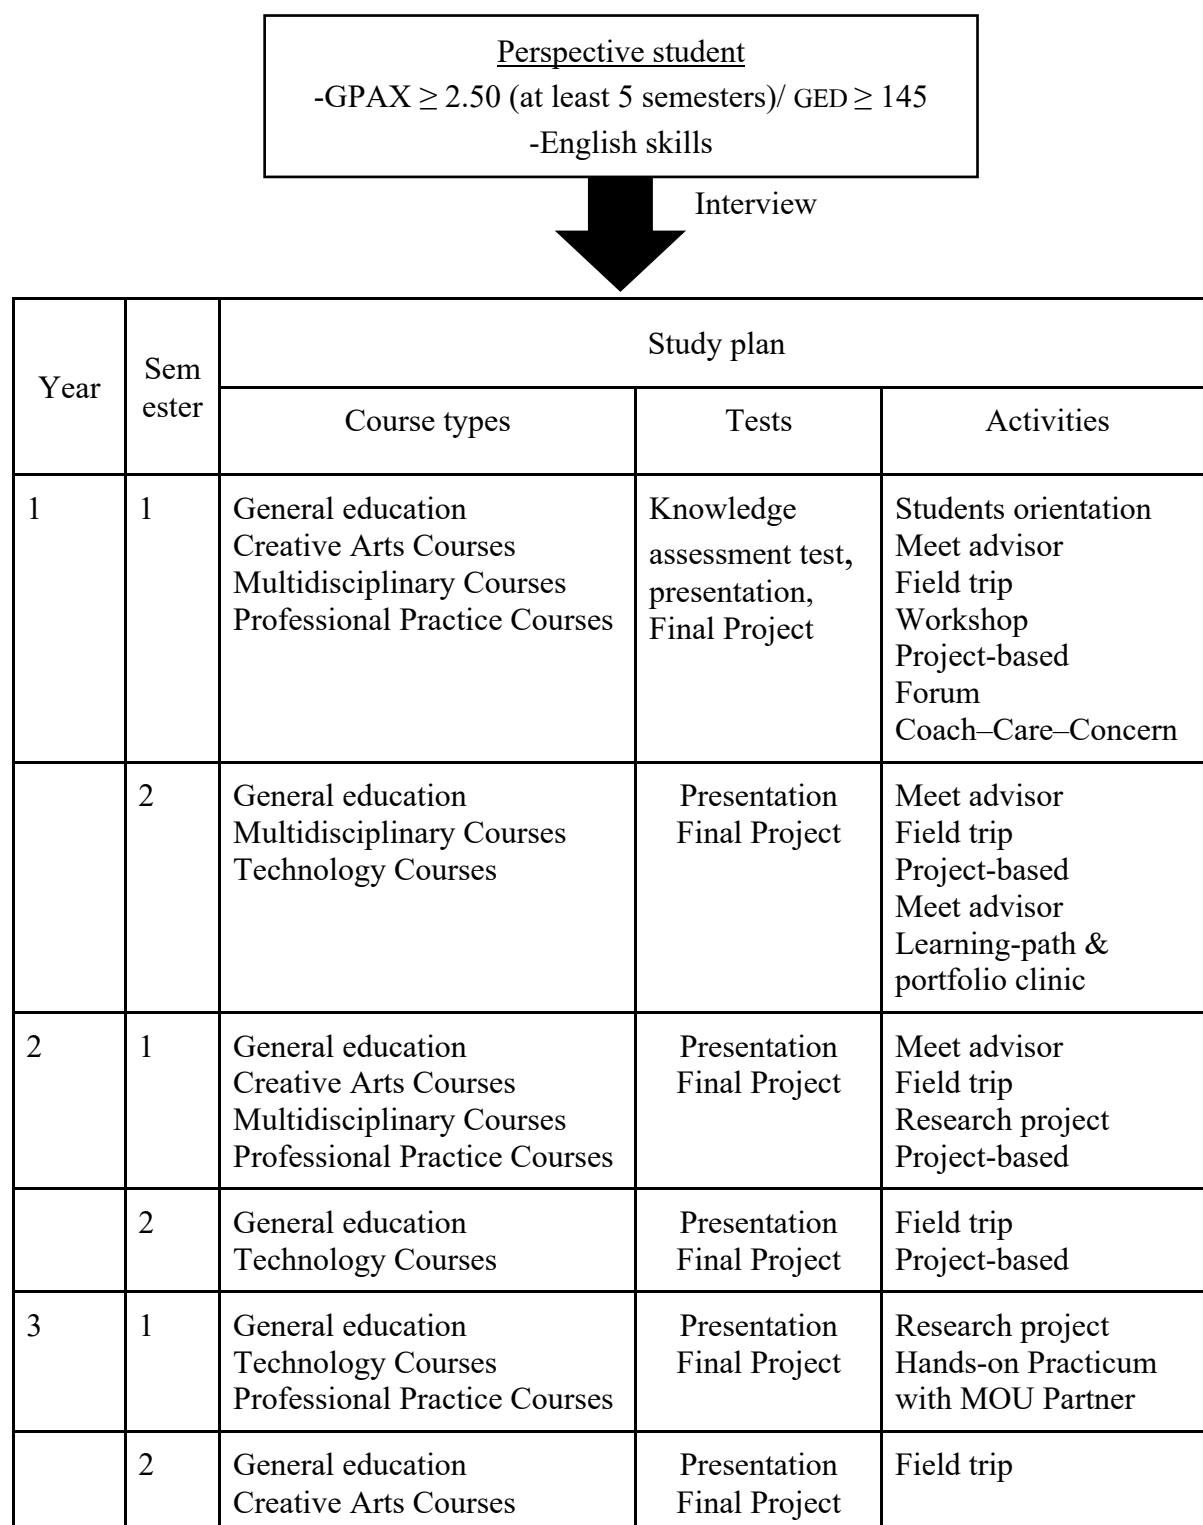 Perspective student
-GPAX ≥ 2.50 (at least 5 semesters)/ GED ≥ 145
-English skills
Interview
Year
Sem
ester
Study plan
Course types
Tests
Activities
1
1
General education
Creative Arts Courses
Multidisciplinary Courses
Professional Practice Courses
Knowledge
assessment test,
presentation,
Final Project
Students orientation
Meet advisor
Field trip
Workshop
Project-based
Forum
Coach–Care–Concern
2
General education
Multidisciplinary Courses
Technology Courses
Presentation
Final Project
Meet advisor
Field trip
Project-based
Meet advisor
Learning-path &
portfolio clinic
2
1
General education
Creative Arts Courses
Multidisciplinary Courses
Professional Practice Courses
Presentation
Final Project
Meet advisor
Field trip
Research project
Project-based
2
General education
Technology Courses
Presentation
Final Project
Field trip
Project-based
3
1
General education
Technology Courses
Professional Practice Courses
Presentation
Final Project
Research project
Hands-on Practicum
with MOU Partner
2
General education
Creative Arts Courses
Presentation
Final Project
Field trip